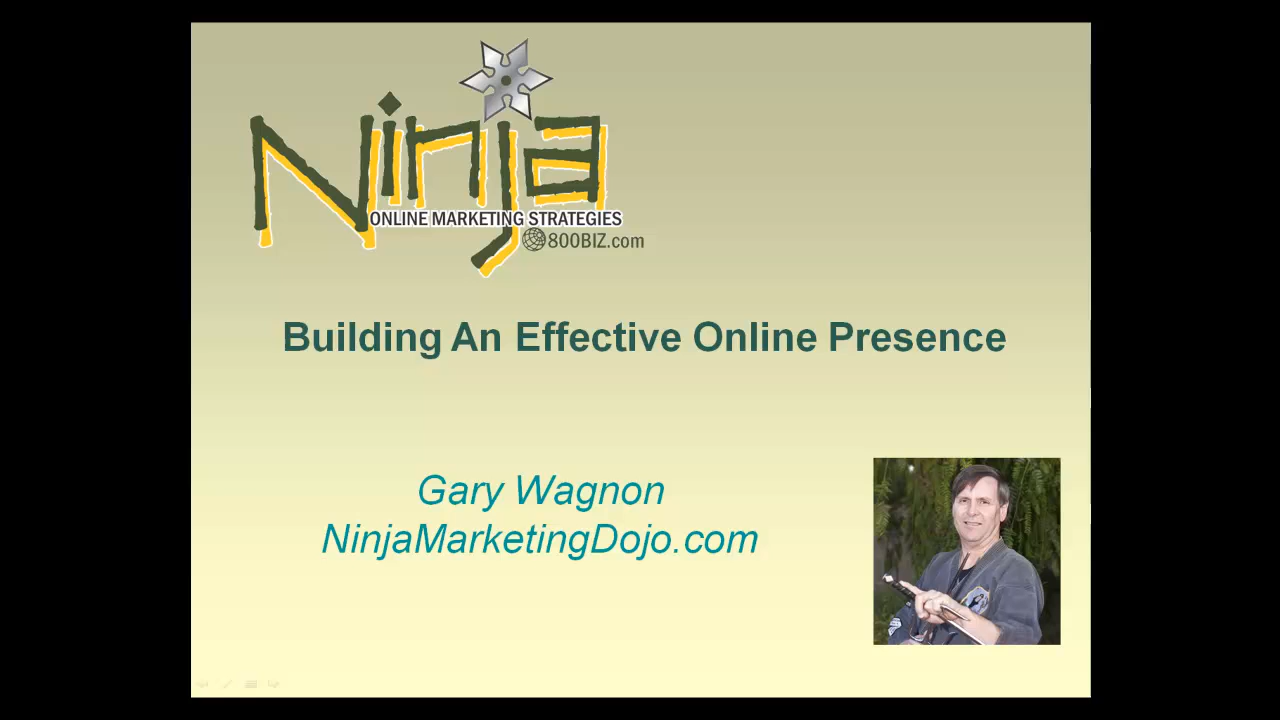 Ninja
ONLINE MARKETING STRATEGIES
800BIZ.com
Building An Effective Online Presence
Gary Wagnon
NinjaMarketingDojo.com